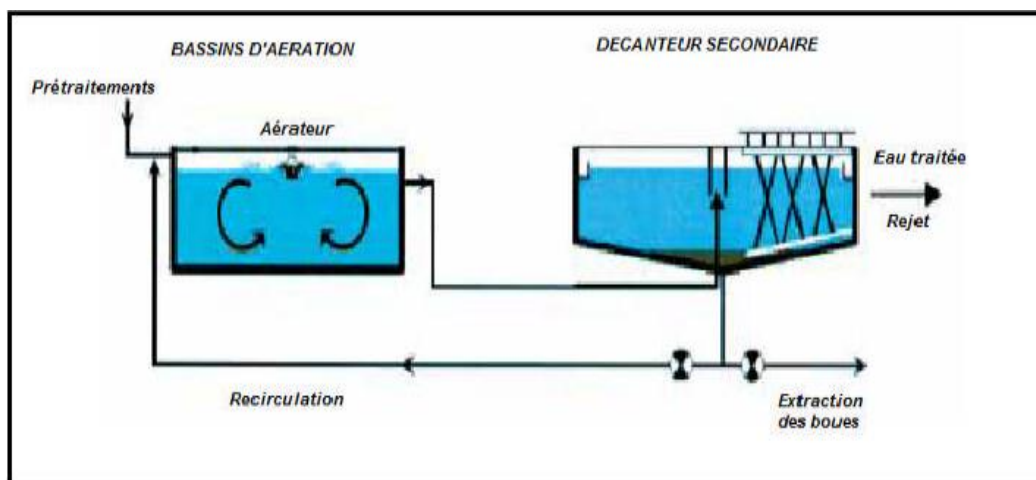 BASSINS D'AERATION
DECANTEUR SECONDAIRE
Prétraitements
Aérateur
Eau traitée
Rejet
Recirculation
Extraction
des boues